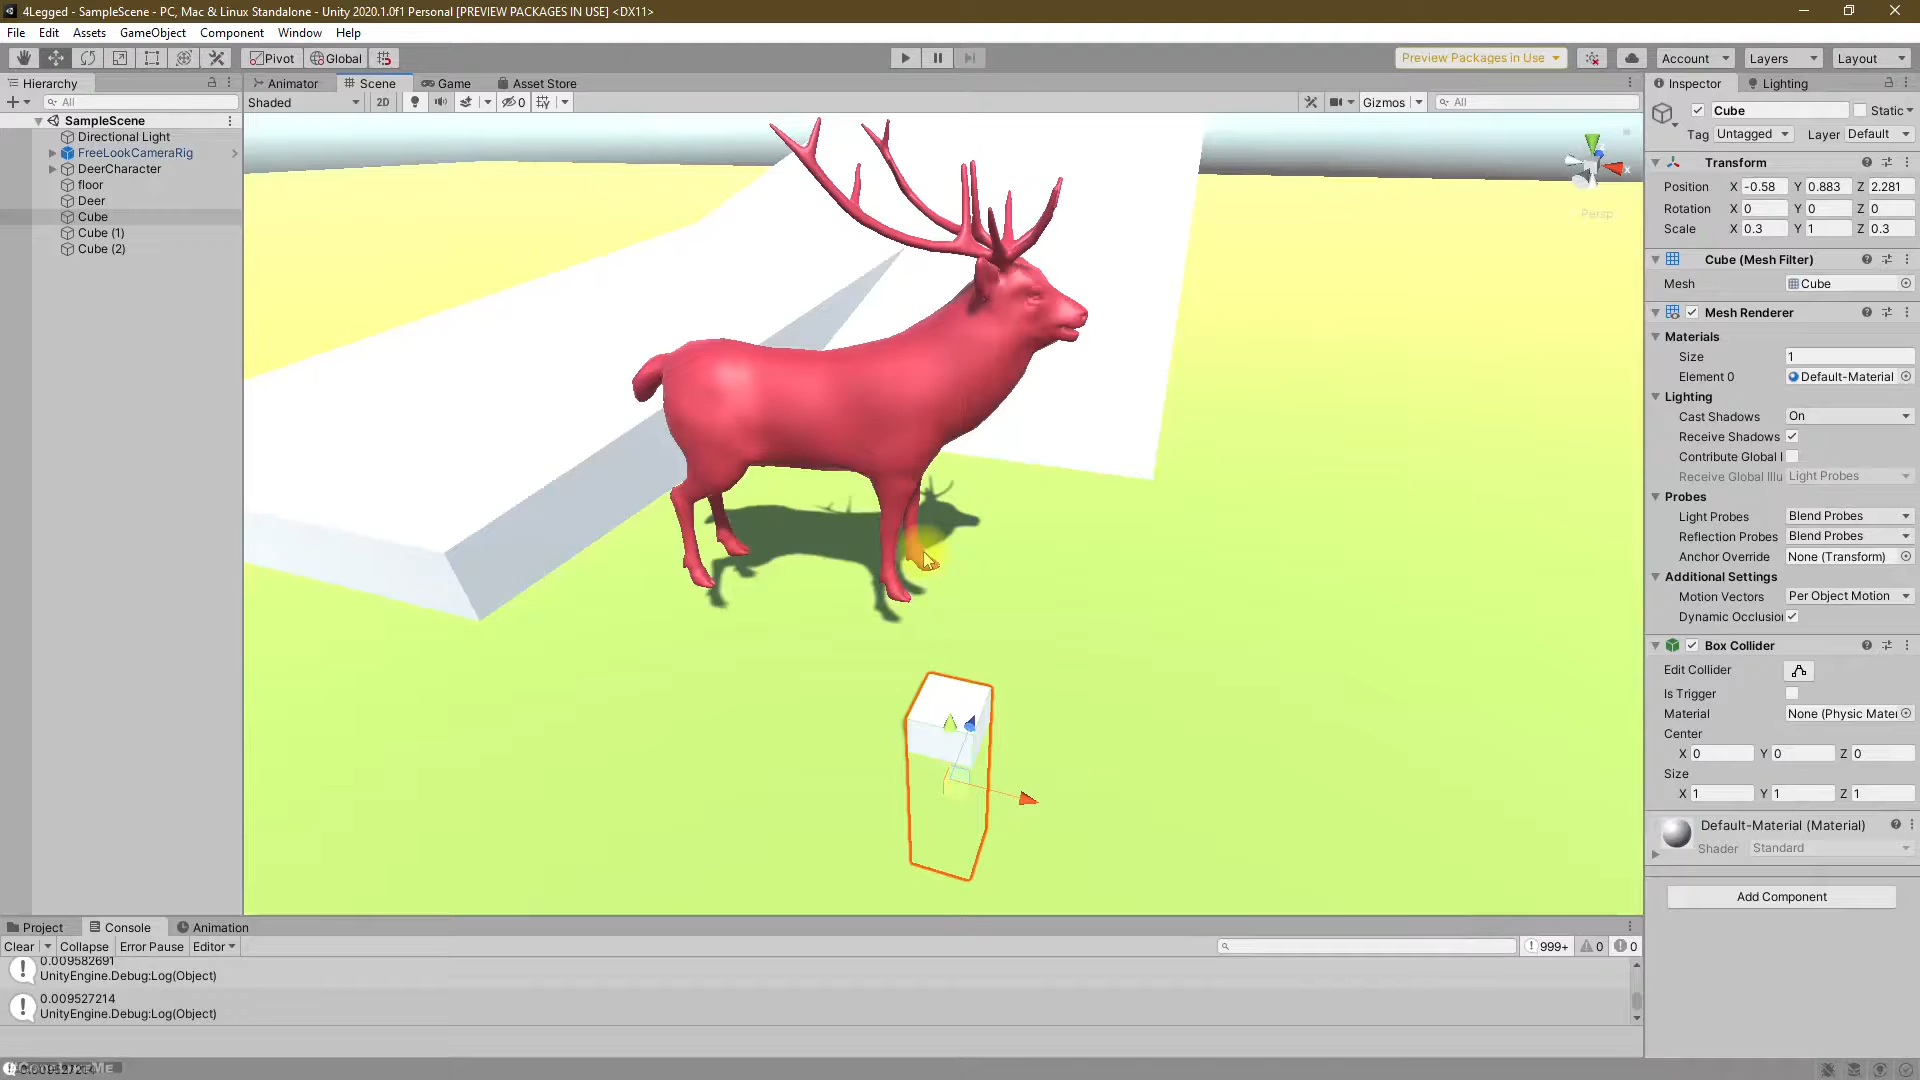 4Legged - SampleScene - PC, Mac & Linux Standalone - Unity 2020.1.0f1 Personal [PREVIEW PACKAGES IN USE] <DX11>
File Edit Assets GameObject Component Window Help
Pivot Global Preview Packages in Use Account Layers Layout
Hierarchy Animator Scene Game Asset Store Inspector Lighting
All Shaded 2D 0 Gizmos All
SampleScene
Directional Light
FreeLookCameraRig
DeerCharacter
floor
Deer
Cube
Cube (1)
Cube (2)
x
Persp
Cube Static
Tag Untagged Layer Default
Transform
Position X -0.58 Y 0.883 Z 2.281
Rotation X 0 Y 0 Z 0
Scale X 0.3 Y 1 Z 0.3
Cube (Mesh Filter)
Mesh Cube
Mesh Renderer
Materials
Size 1
Element 0 Default-Material
Lighting
Cast Shadows On
Receive Shadows
Contribute Global I
Receive Global Illu Light Probes
Probes
Light Probes Blend Probes
Reflection Probes Blend Probes
Anchor Override None (Transform)
Additional Settings
Motion Vectors Per Object Motion
Dynamic Occlusio
Box Collider
Edit Collider
Is Trigger
Material None (Physic Mater
Center
X 0 Y 0 Z 0
Size
X 1 Y 1 Z 1
Default-Material (Material)
Shader Standard
Add Component
Project Console Animation
Clear Collapse Error Pause Editor 999+ 0 0
0.009582691
UnityEngine.Debug:Log(Object)
0.009527214
UnityEngine.Debug:Log(Object)